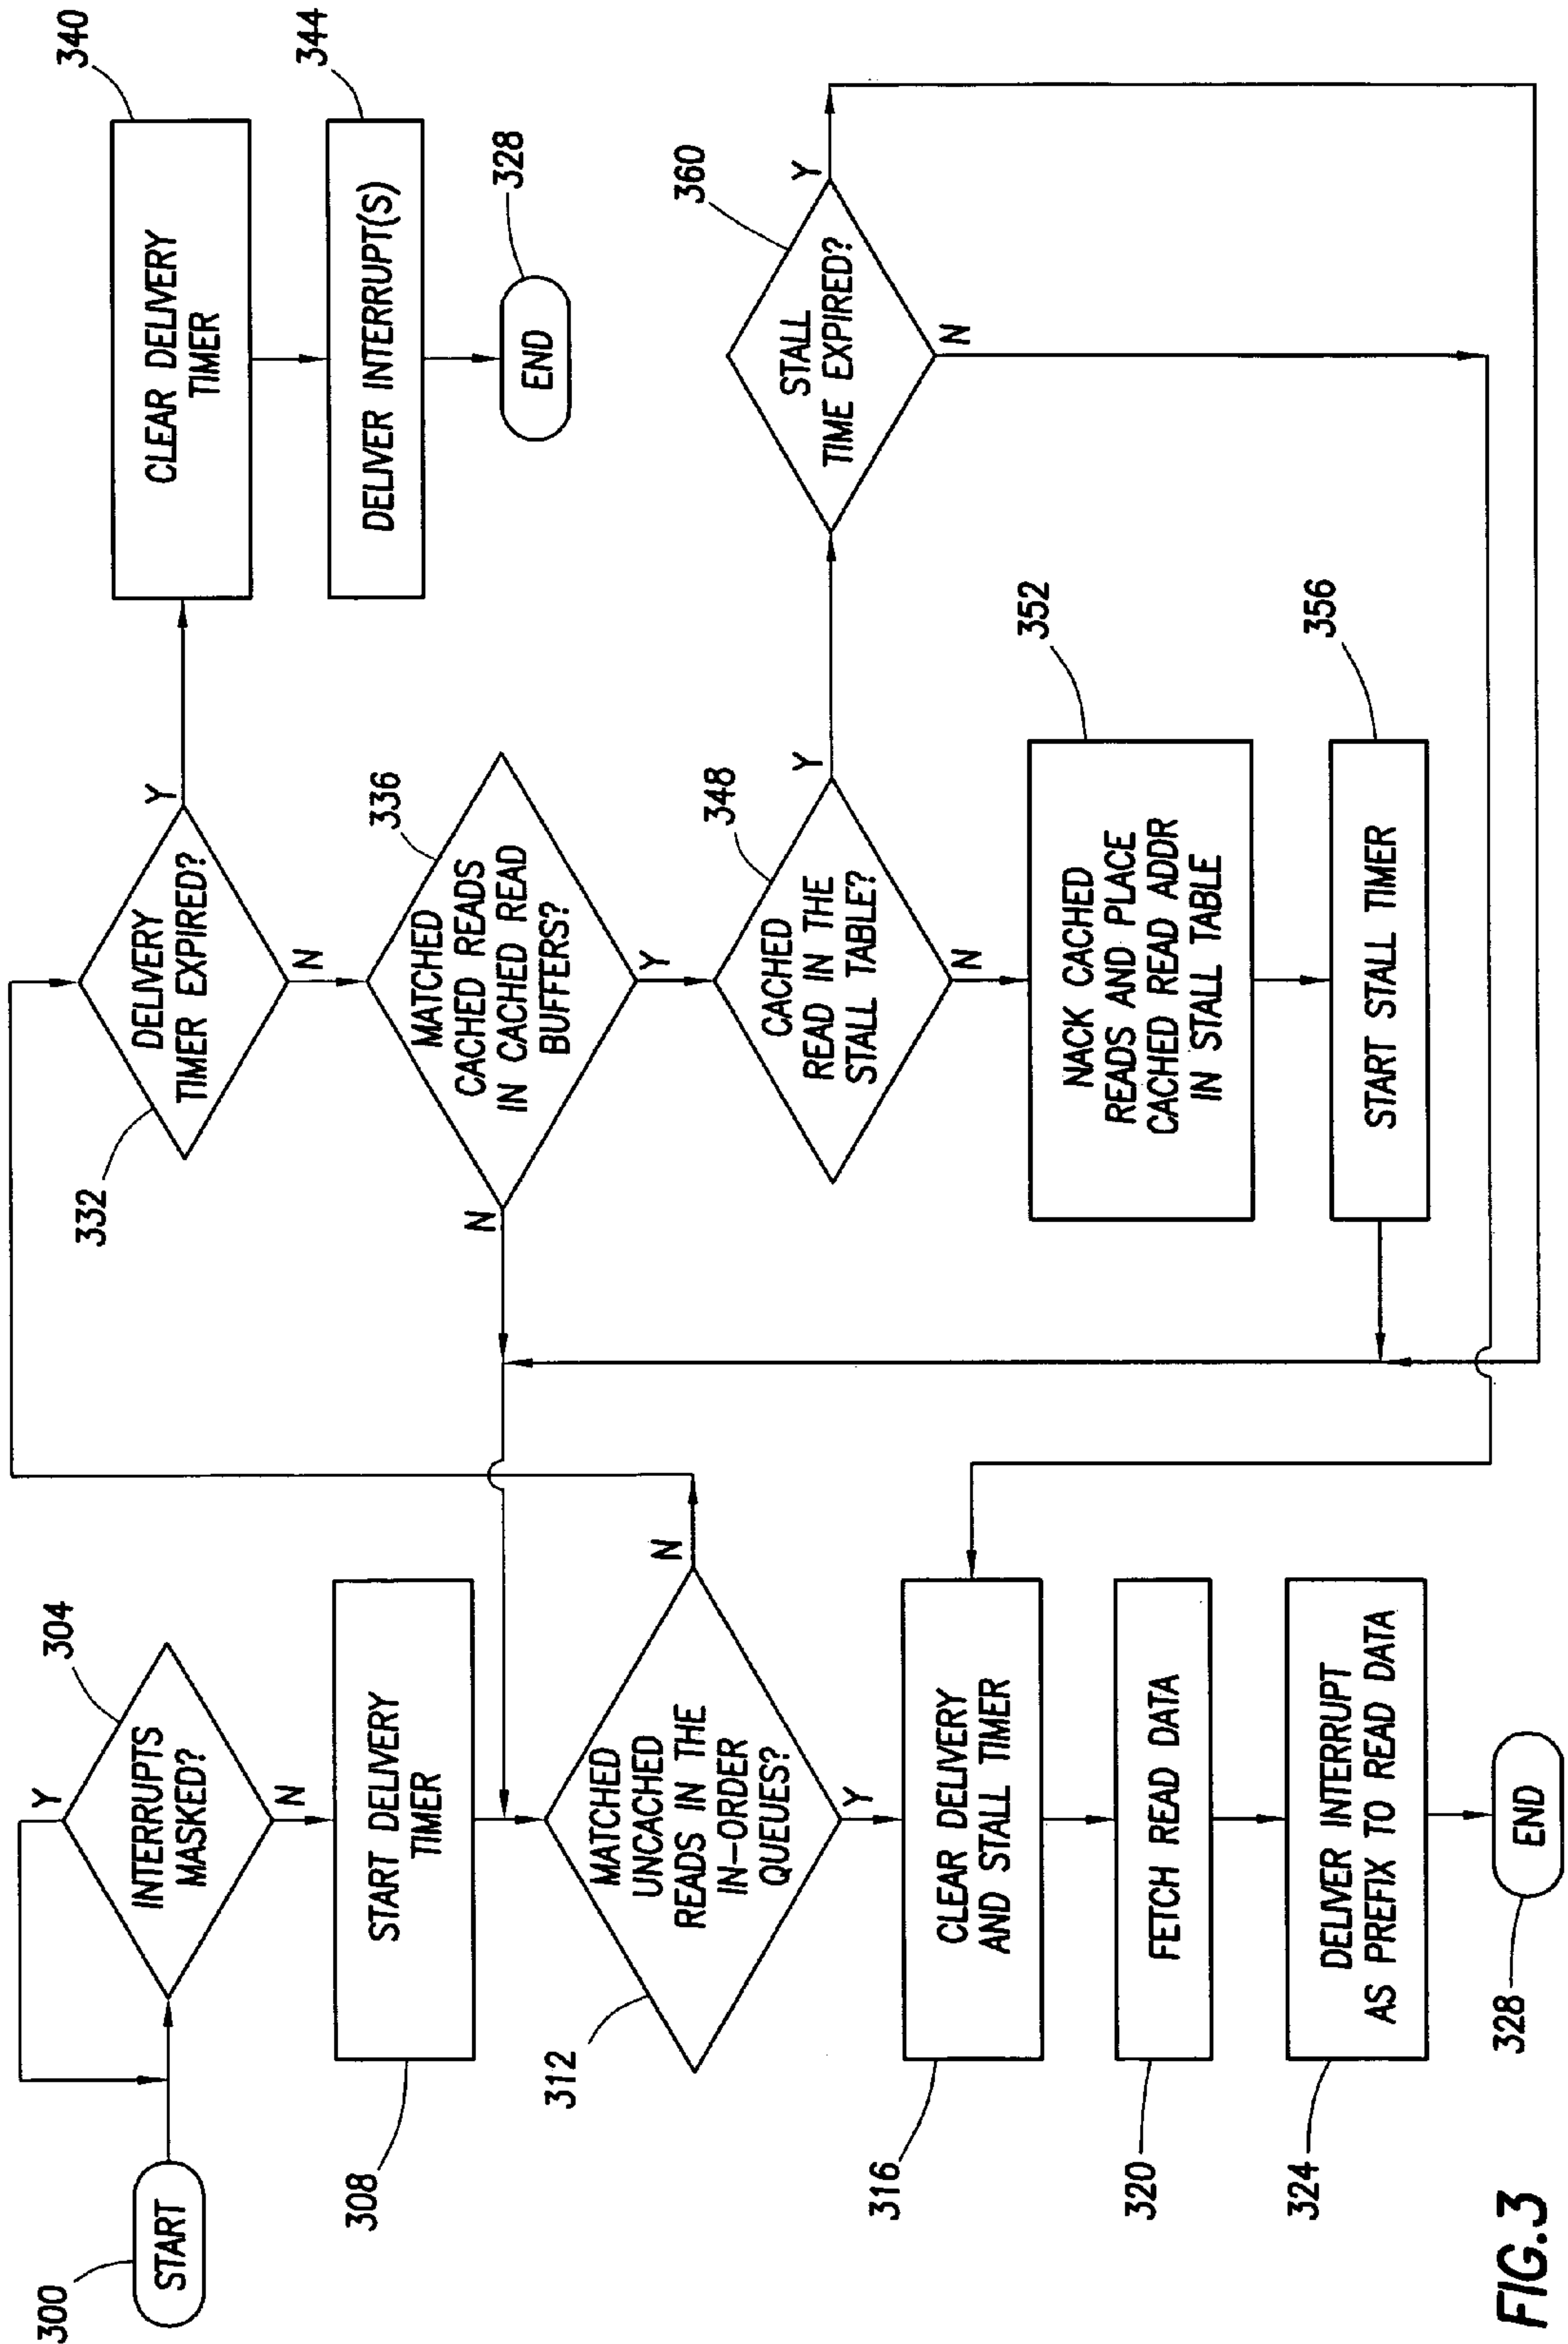 300
START
304
INTERRUPTS
MASKED?
Y
N
308
START DELIVERY
TIMER
312
MATCHED
UNCACHED
READS IN THE
IN-ORDER
QUEUES?
N
Y
316
CLEAR DELIVERY
AND STALL TIMER
320
FETCH READ DATA
324
DELIVER INTERRUPT
AS PREFIX TO READ DATA
328
END
332
DELIVERY
TIMER EXPIRED?
Y
N
336
MATCHED
CACHED READS
IN CACHED READ
BUFFERS?
N
Y
340
CLEAR DELIVERY
TIMER
344
DELIVER INTERRUPT(S)
328
END
348
CACHED
READ IN THE
STALL TABLE?
Y
N
352
NACK CACHED
READS AND PLACE
CACHED READ ADDR
IN STALL TABLE
356
START STALL TIMER
360
STALL
TIME EXPIRED?
Y
N
FIG.3